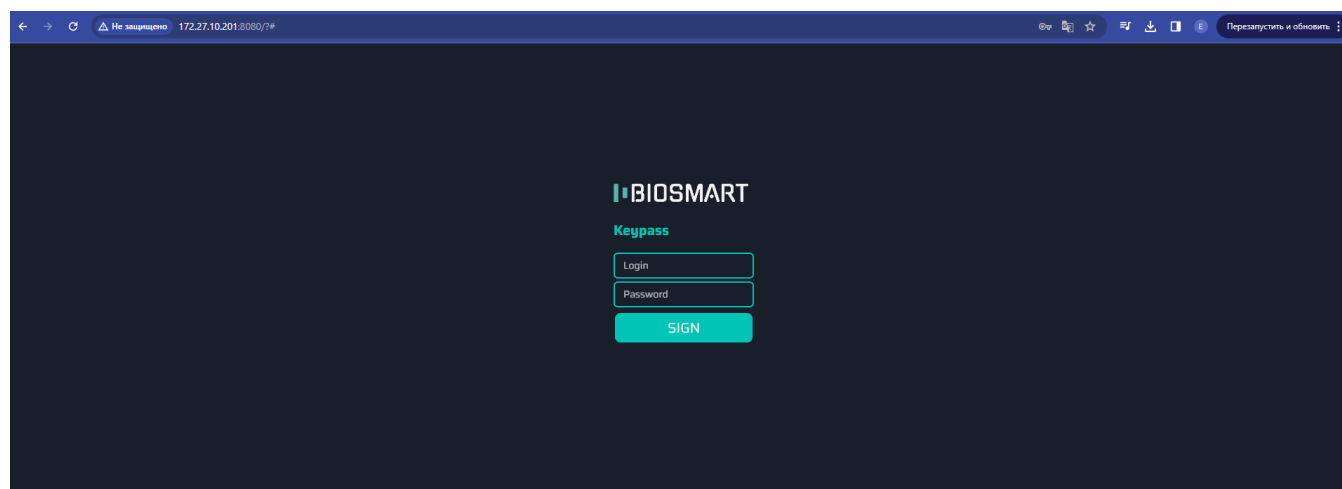 Не защищено 172.27.10.201:8080/?# E Перезапустить и обновить
BIOSMART
Keypass
Login
Password
SIGN